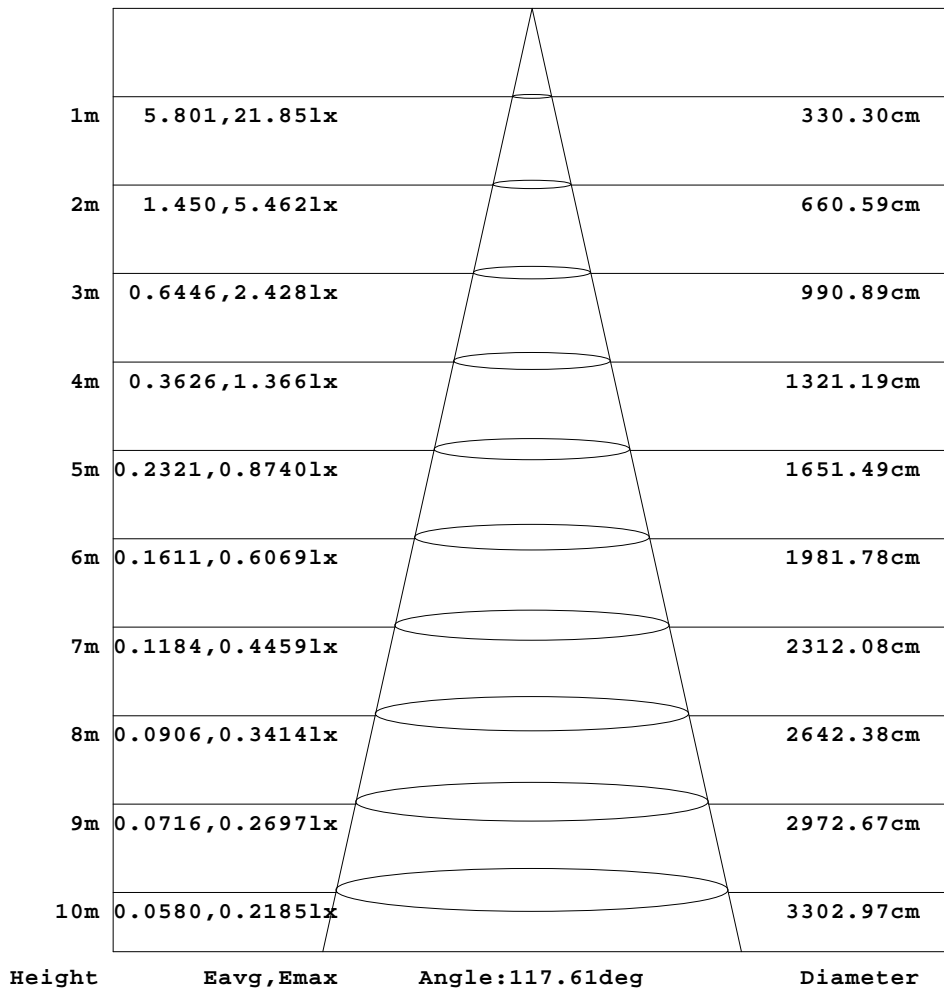 1m 5.801,21.85lx 330.30cm
2m 1.450,5.462lx 660.59cm
3m 0.6446,2.428lx 990.89cm
4m 0.3626,1.366lx 1321.19cm
5m 0.2321,0.8740lx 1651.49cm
6m 0.1611,0.6069lx 1981.78cm
7m 0.1184,0.4459lx 2312.08cm
8m 0.0906,0.3414lx 2642.38cm
9m 0.0716,0.2697lx 2972.67cm
10m 0.0580,0.2185lx 3302.97cm
Height Eavg,Emax Angle:117.61deg Diameter